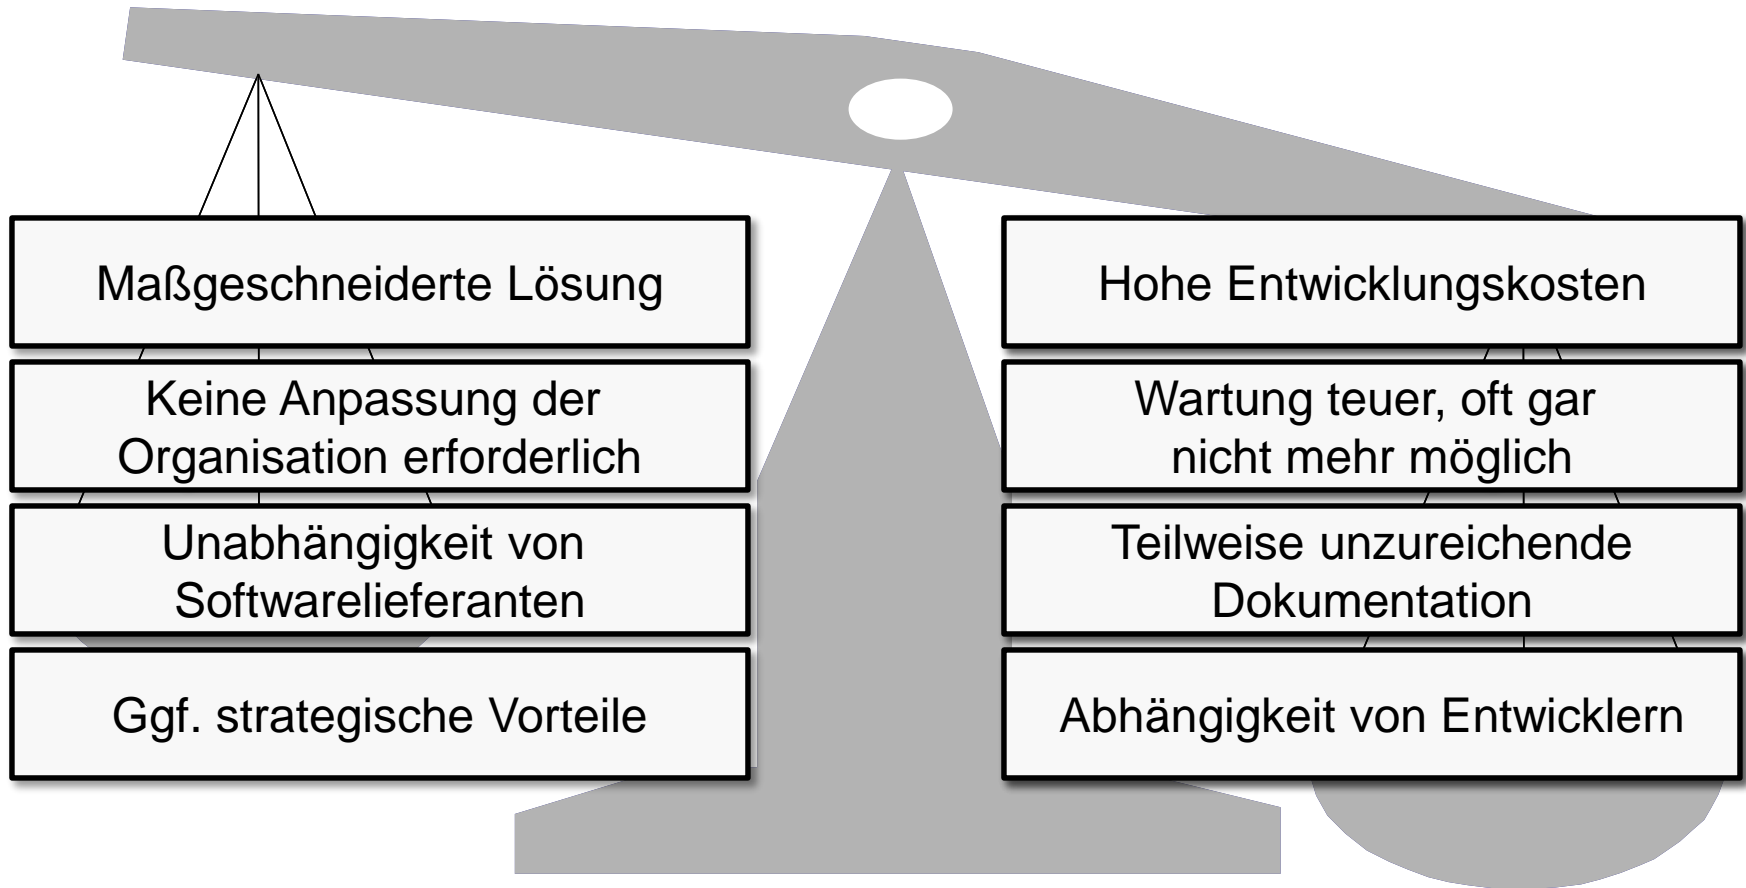 Maßgeschneiderte Lösung
Keine Anpassung der
Organisation erforderlich
Unabhängigkeit von
Softwarelieferanten
Ggf. strategische Vorteile
Hohe Entwicklungskosten
Wartung teuer, oft gar
nicht mehr möglich
Teilweise unzureichende
Dokumentation
Abhängigkeit von Entwicklern